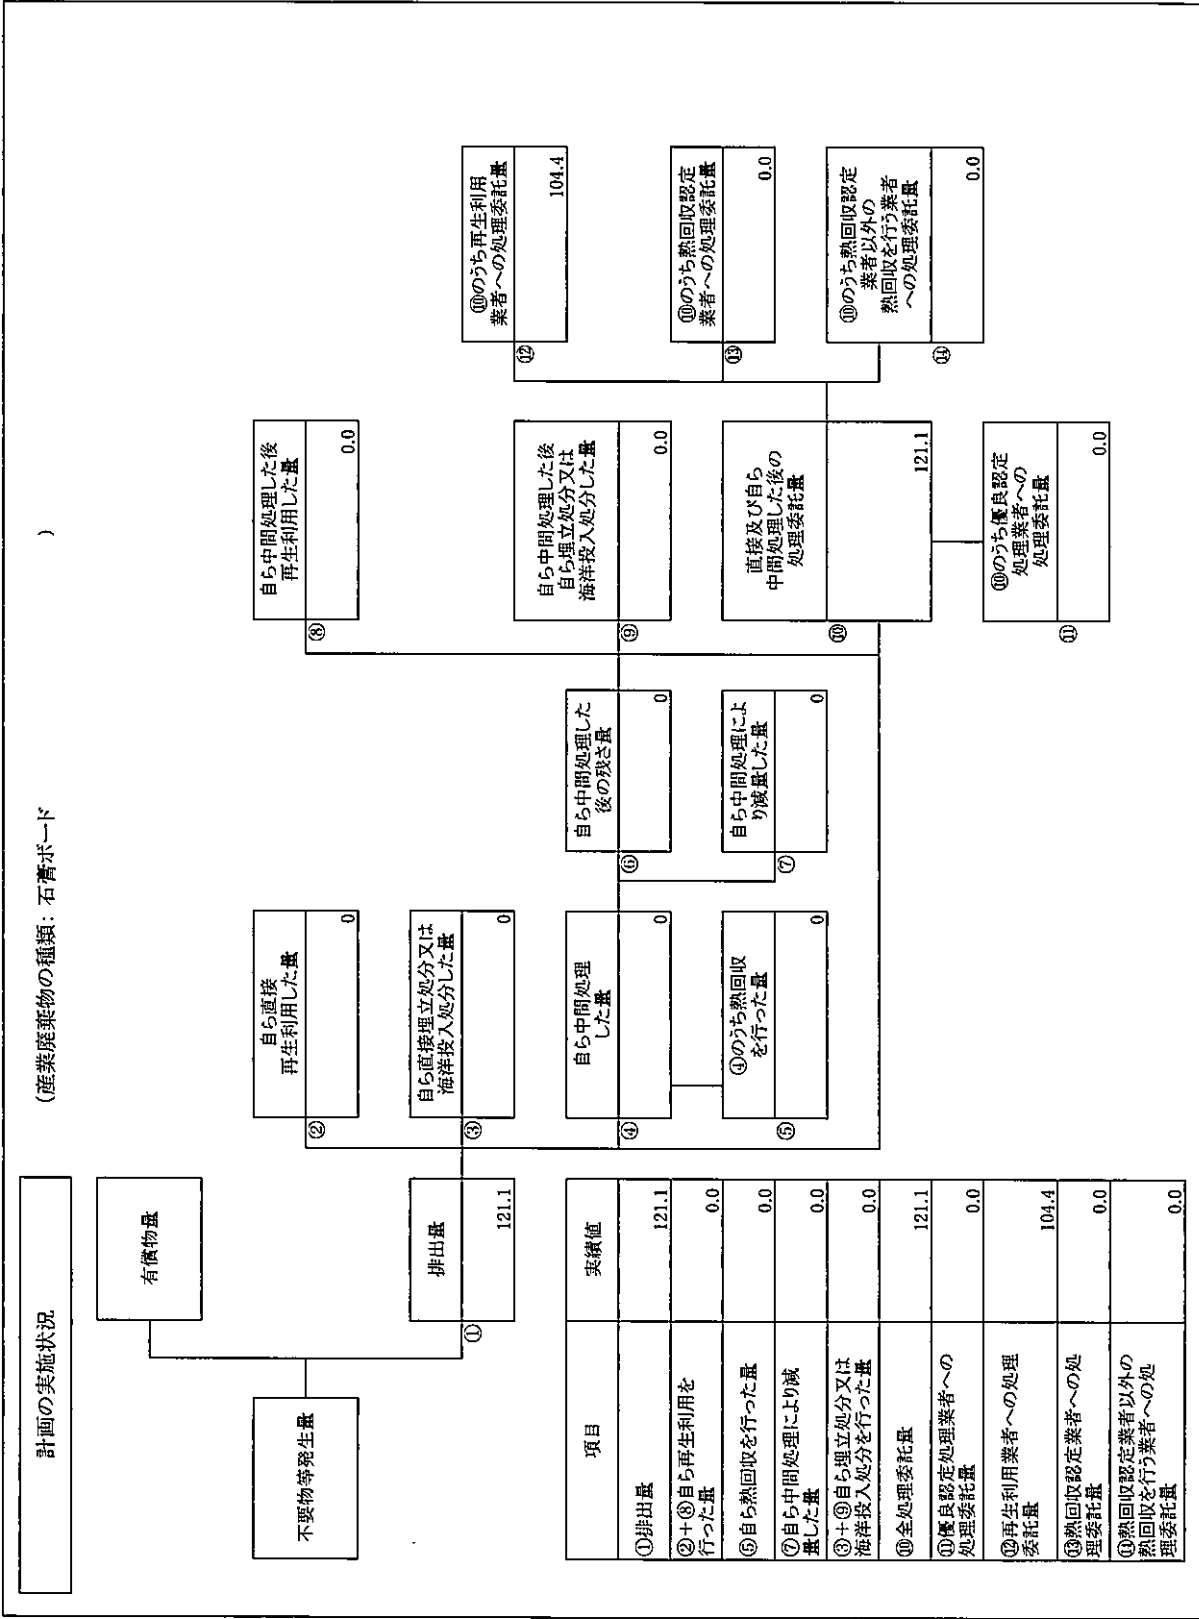 計画の実施状況
(産業廃棄物の種類: 石膏ボード
)
不要物等発生量
有償物量
①
排出量
121.1
②
自ら直接
再生利用した量
0
③
自ら直接埋立処分又は
海洋投入処分した量
0
④
自ら中間処理
した量
0
⑤
④のうち熱回収
を行った量
0
⑥
自ら中間処理した
後の残さ量
0
⑦
自ら中間処理によ
り減量した量
0
⑧
自ら中間処理した後
再生利用した量
0.0
⑨
自ら中間処理した後
自ら埋立処分又は
海洋投入処分した量
0.0
⑩
直接及び自ら
中間処理した後の
処理委託量
121.1
⑪
⑩のうち優良認定
処理業者への
処理委託量
0.0
⑫
⑩のうち再生利用
業者への処理委託量
104.4
⑬
⑩のうち熱回収認定
業者への処理委託量
0.0
⑭
⑩のうち熱回収認定
業者以外の
熱回収を行う業者
への処理委託量
0.0
項目 実績値
①排出量 121.1
②+⑧自ら再生利用を
行った量 0.0
⑤自ら熱回収を行った量 0.0
⑦自ら中間処理により減
量した量 0.0
③+⑨自ら埋立処分又は
海洋投入処分を行った量 0.0
⑩全処理委託量 121.1
⑪優良認定処理業者への
処理委託量 0.0
⑫再生利用業者への処理
委託量 104.4
⑬熱回収認定業者への処
理委託量 0.0
⑭熱回収認定業者以外の
熱回収を行う業者への処
理委託量 0.0